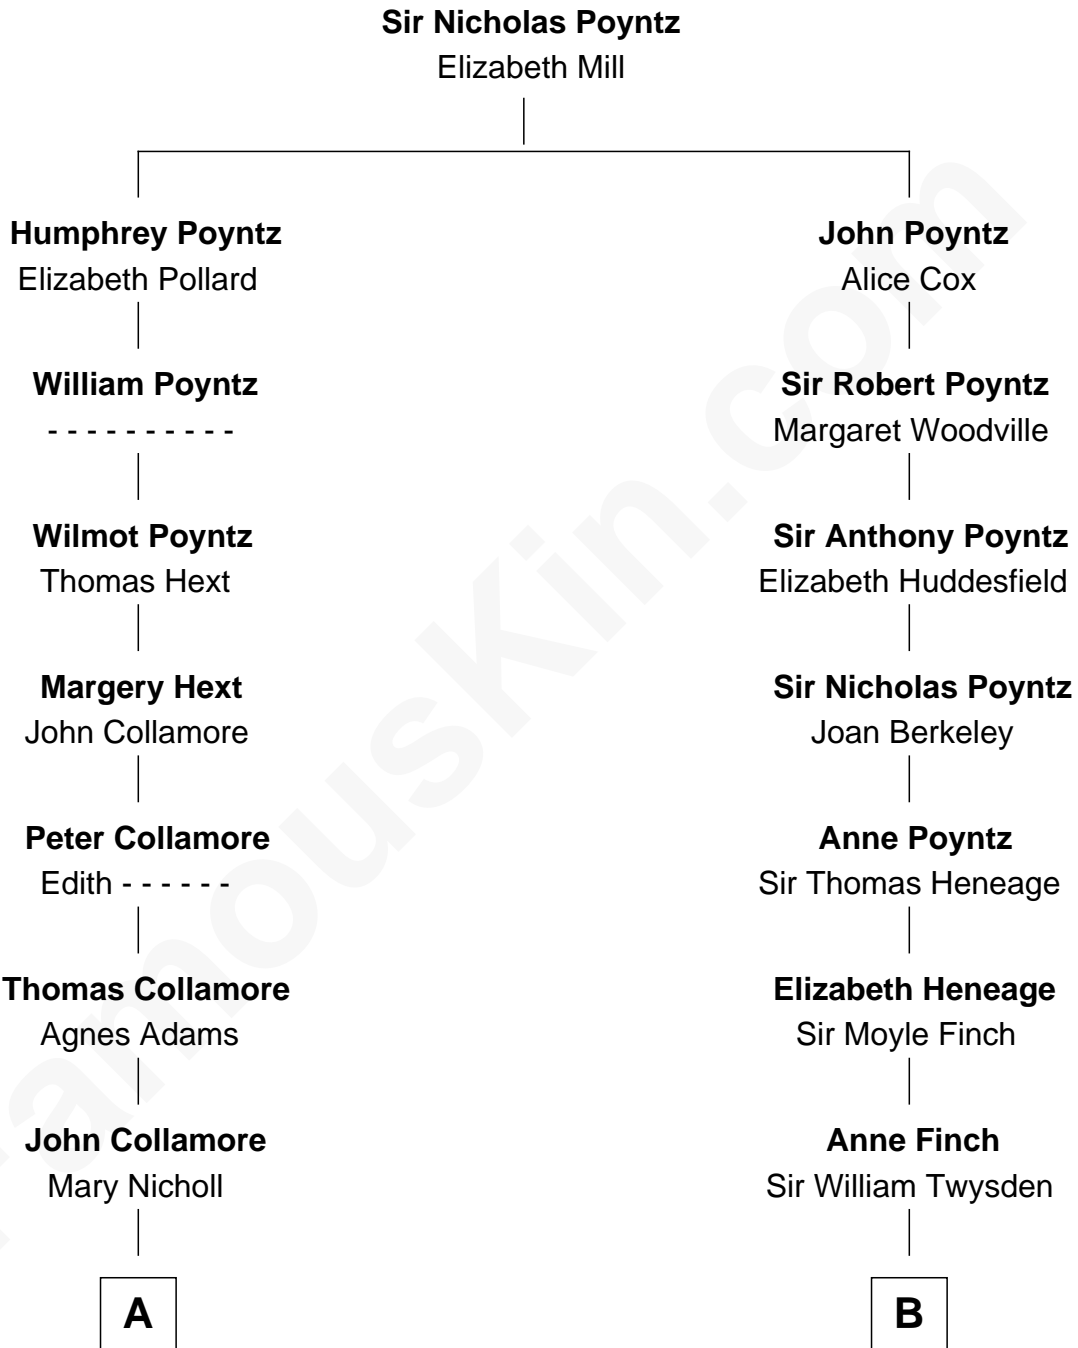 Sir Nicholas Poyntz
Elizabeth Mill
Humphrey Poyntz
Elizabeth Pollard
John Poyntz
Alice Cox
William Poyntz
- - - - - - - - - -
Sir Robert Poyntz
Margaret Woodville
Wilmot Poyntz
Thomas Hext
Sir Anthony Poyntz
Elizabeth Huddesfield
Margery Hext
John Collamore
Sir Nicholas Poyntz
Joan Berkeley
Peter Collamore
Edith - - - - - -
Anne Poyntz
Sir Thomas Heneage
Thomas Collamore
Agnes Adams
Elizabeth Heneage
Sir Moyle Finch
John Collamore
Mary Nicholl
Anne Finch
Sir William Twysden
A
B
FamousKin.com